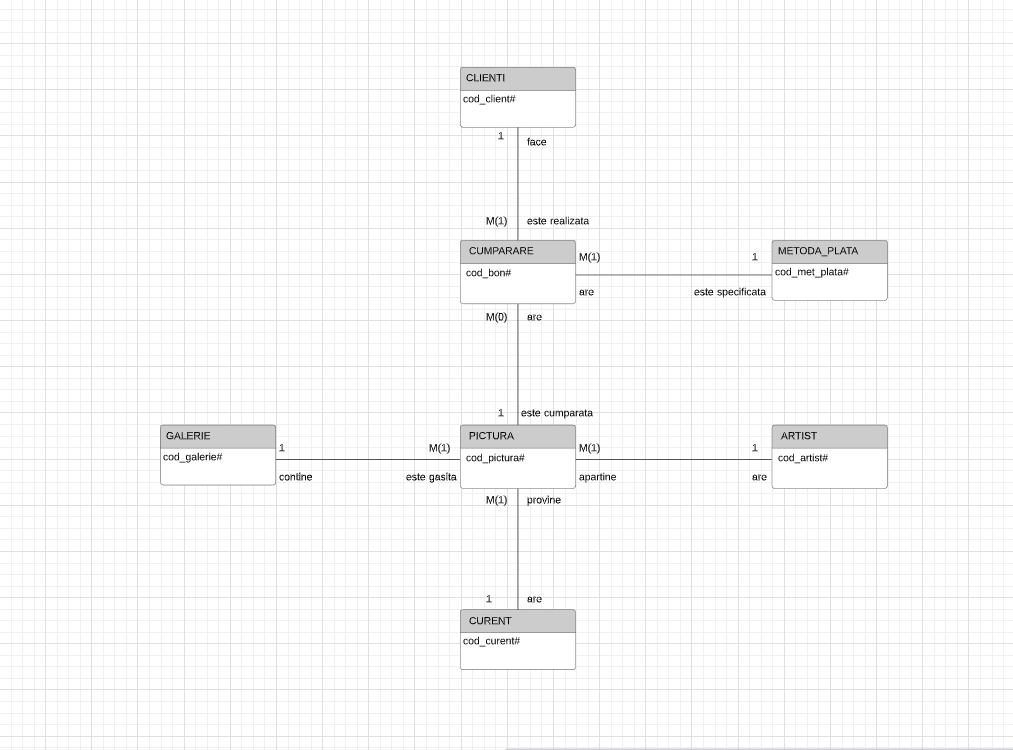 CLIENTI
cod_client#
1
face
M(1)
este realizata
CUMPARARE
cod_bon#
M(1)
1
are
este specificata
METODA_PLATA
cod_met_plata#
M(0)
are
1
este cumparata
GALERIE
cod_galerie#
1
M(1)
contine
este gasita
PICTURA
cod_pictura#
M(1)
1
apartine
are
ARTIST
cod_artist#
M(1)
provine
1
are
CURENT
cod_curent#